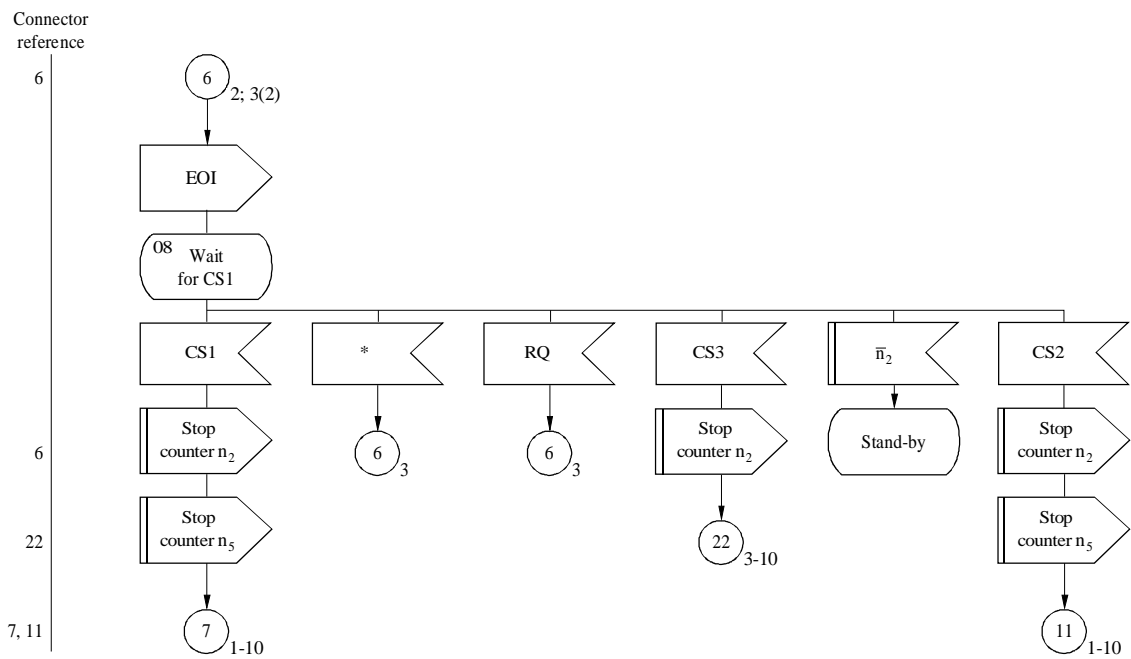 Connector
reference
6
6
2; 3(2)
EOI
08
Wait
for CS1
CS1
*
RQ
CS3
n̅₂
CS2
Stop
counter n₂
Stop
counter n₂
Stand-by
Stop
counter n₂
6
6
3
6
3
Stop
counter n₅
Stop
counter n₅
22
22
3-10
7, 11
7
1-10
11
1-10